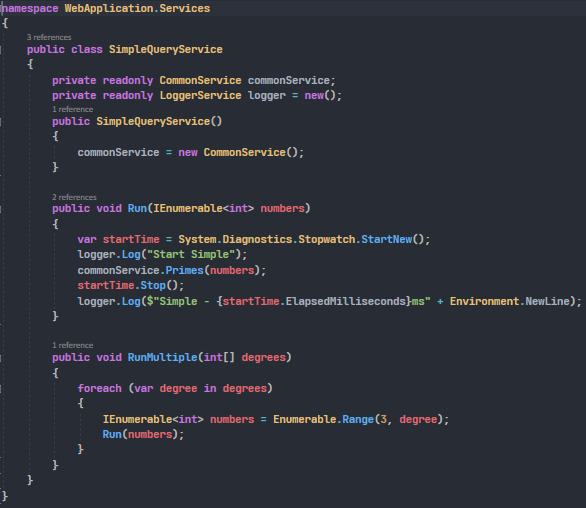 namespace WebApplication.Services
{
3 references
public class SimpleQueryService
{
private readonly CommonService commonService;
private readonly LoggerService logger = new();
1 reference
public SimpleQueryService()
{
commonService = new CommonService();
}
2 references
public void Run(IEnumerable<int> numbers)
{
var startTime = System.Diagnostics.Stopwatch.StartNew();
logger.Log("Start Simple");
commonService.Primes(numbers);
startTime.Stop();
logger.Log($"Simple - {startTime.ElapsedMilliseconds}ms" + Environment.NewLine);
}
1 reference
public void RunMultiple(int[] degrees)
{
foreach (var degree in degrees)
{
IEnumerable<int> numbers = Enumerable.Range(3, degree);
Run(numbers);
}
}
}
}